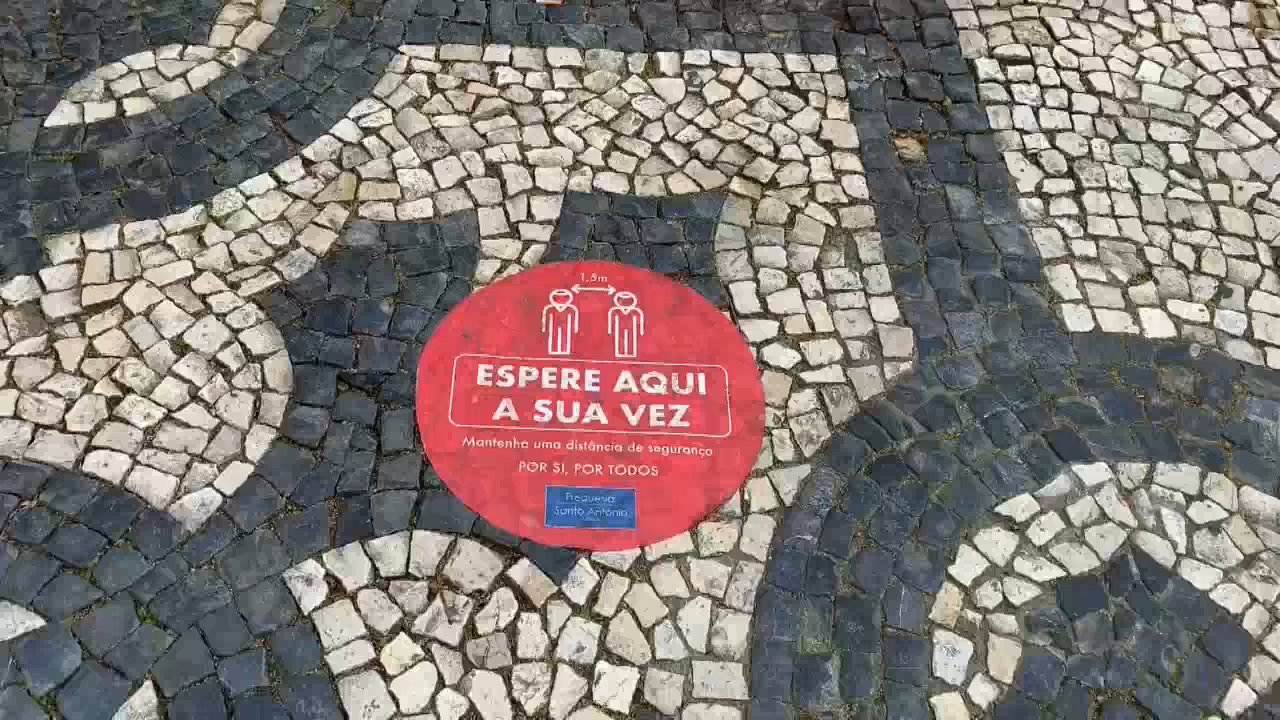 1,5m
ESPERE AQUI
A SUA VEZ
Mantenha uma distância de segurança
POR SI, POR TODOS
Freguesia
Santo António